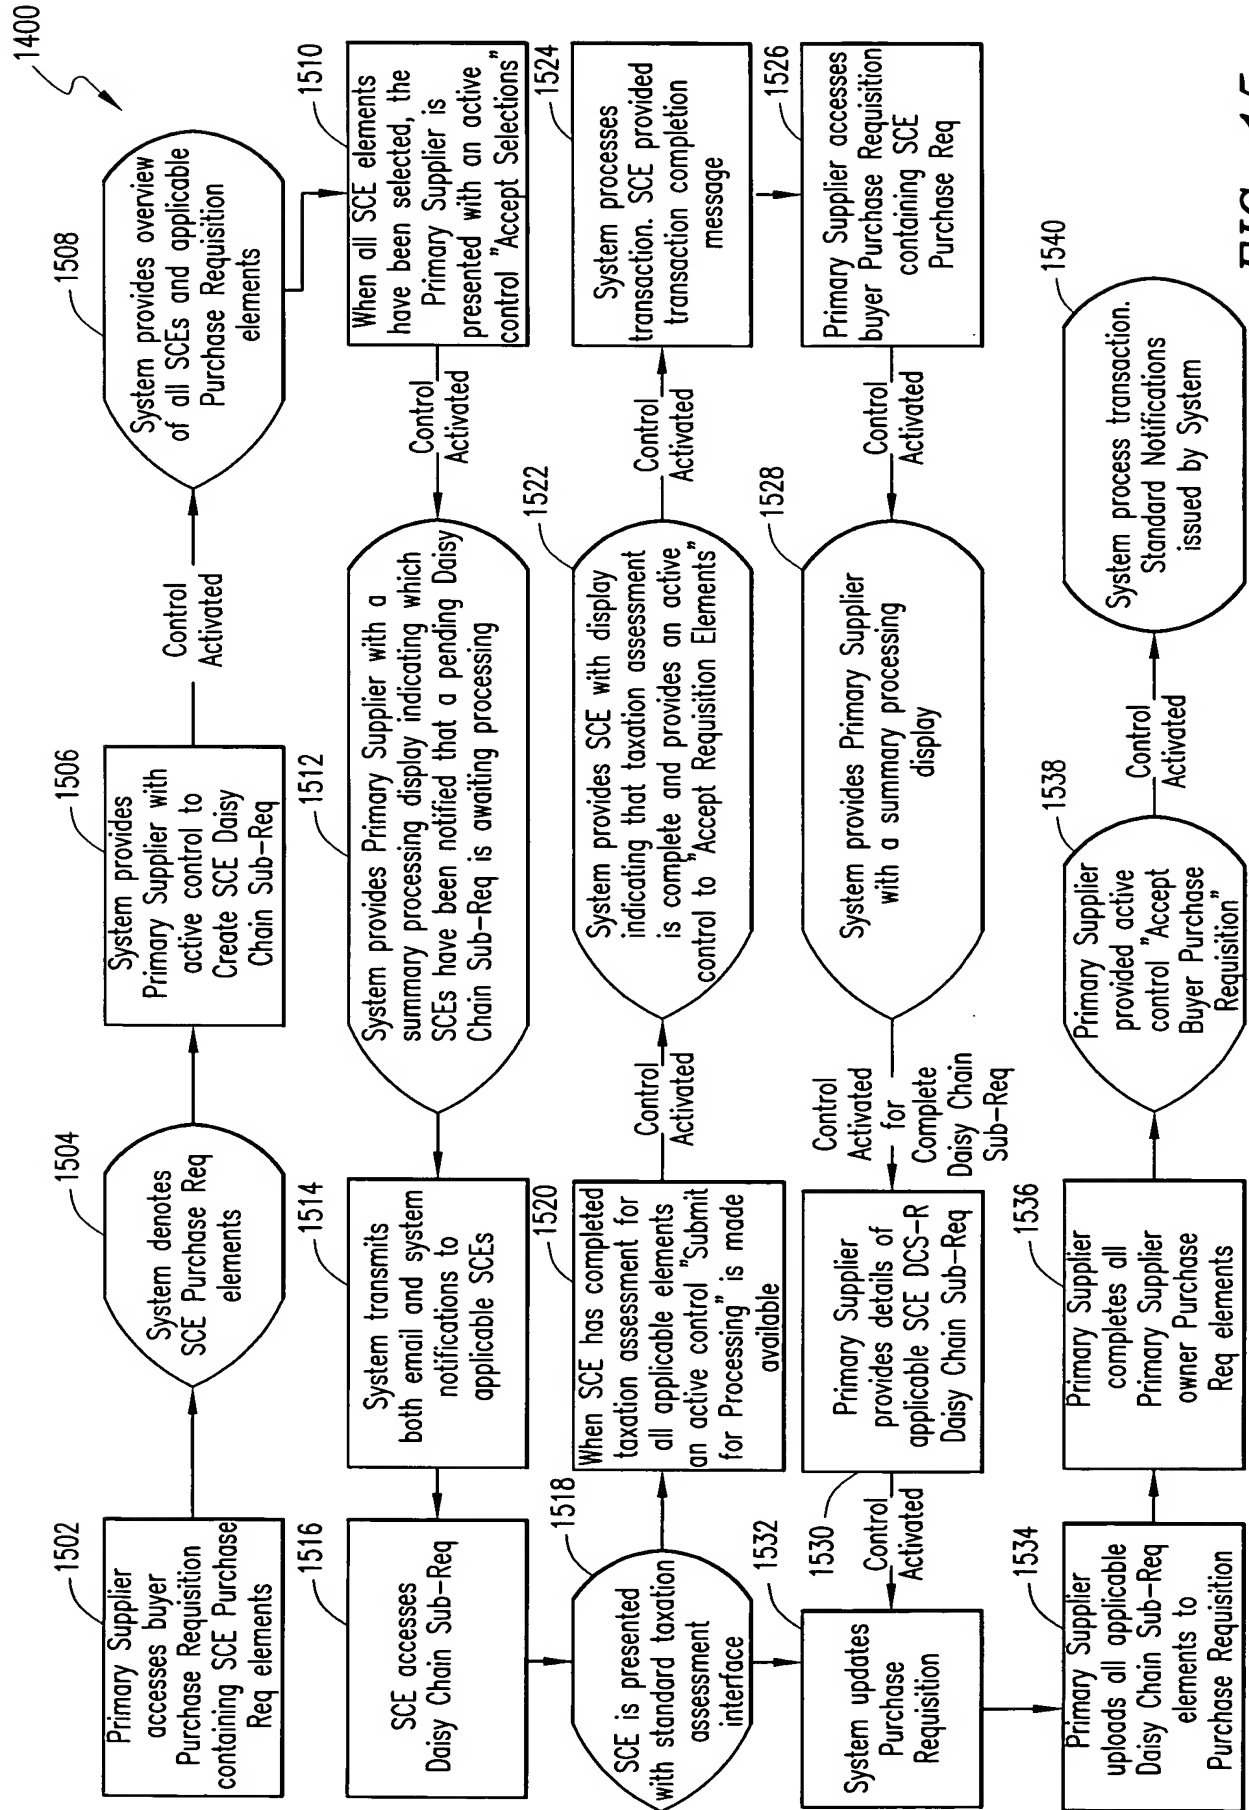 1400
1502
Primary Supplier
accesses buyer
Purchase Requisition
containing SCE Purchase
Req elements
1504
System denotes
SCE Purchase Req
elements
1506
System provides
Primary Supplier with
active control to
Create SCE Daisy
Chain Sub-Req
Control
Activated
1508
System provides overview
of all SCEs and applicable
Purchase Requisition
elements
1510
When all SCE elements
have been selected, the
Primary Supplier is
presented with an active
control "Accept Selections"
Control
Activated
1512
System provides Primary Supplier with a
summary processing display indicating which
SCEs have been notified that a pending Daisy
Chain Sub-Req is awaiting processing
1514
System transmits
both email and system
notifications to
applicable SCEs
1516
SCE accesses
Daisy Chain Sub-Req
1518
SCE is presented
with standard taxation
assessment
interface
1520
When SCE has completed
taxation assessment for
all applicable elements
an active control "Submit
for Processing" is made
available
Control
Activated
1522
System provides SCE with display
indicating that taxation assessment
is complete and provides an active
control to "Accept Requisition Elements"
Control
Activated
1524
System processes
transaction. SCE provided
transaction completion
message
1526
Primary Supplier accesses
buyer Purchase Requisition
containing SCE
Purchase Req
Control
Activated
1528
System provides Primary Supplier
with a summary processing
display
Control
Activated
for
Complete
Daisy Chain
Sub-Req
1530
Primary Supplier
provides details of
applicable SCE DCS-R
Daisy Chain Sub-Req
Control
Activated
1532
System updates
Purchase
Requisition
1534
Primary Supplier
uploads all applicable
Daisy Chain Sub-Req
elements to
Purchase Requisition
1536
Primary Supplier
completes all
Primary Supplier
owner Purchase
Req elements
1538
Primary Supplier
provided active
control "Accept
Buyer Purchase
Requisition"
Control
Activated
1540
System process transaction.
Standard Notifications
issued by System
FIG. 15